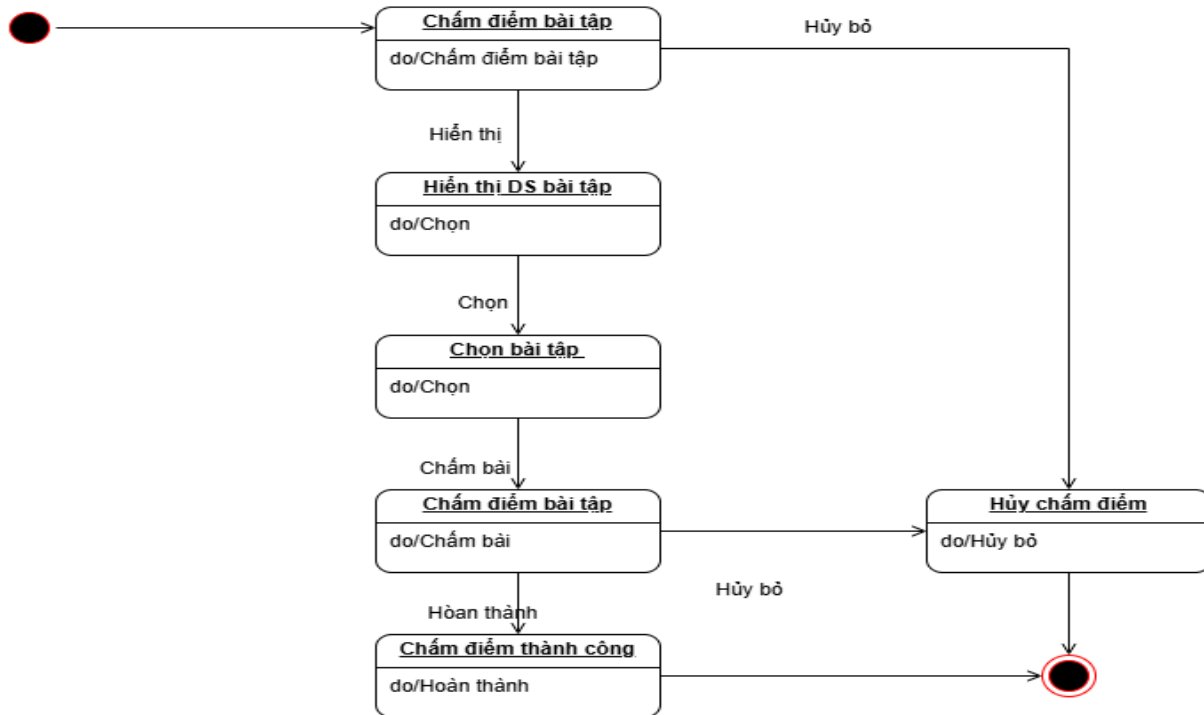 Chấm điểm bài tập
Hủy bỏ
do/Chấm điểm bài tập
Hiển thị
Hiển thị DS bài tập
do/Chọn
Chọn
Chọn bài tập
do/Chọn
Chấm bài
Chấm điểm bài tập
Hủy chấm điểm
do/Chấm bài
do/Hủy bỏ
Hủy bỏ
Hòan thành
Chấm điểm thành công
do/Hoàn thành